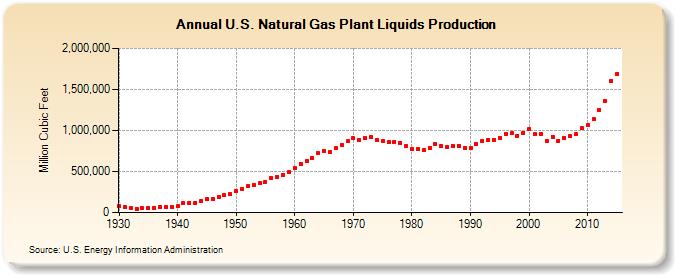 Annual U.S. Natural Gas Plant Liquids Production
Million Cubic Feet
2,000,000
1,500,000
1,000,000
500,000
0
1930 1940 1950 1960 1970 1980 1990 2000 2010
Source: U.S. Energy Information Administration